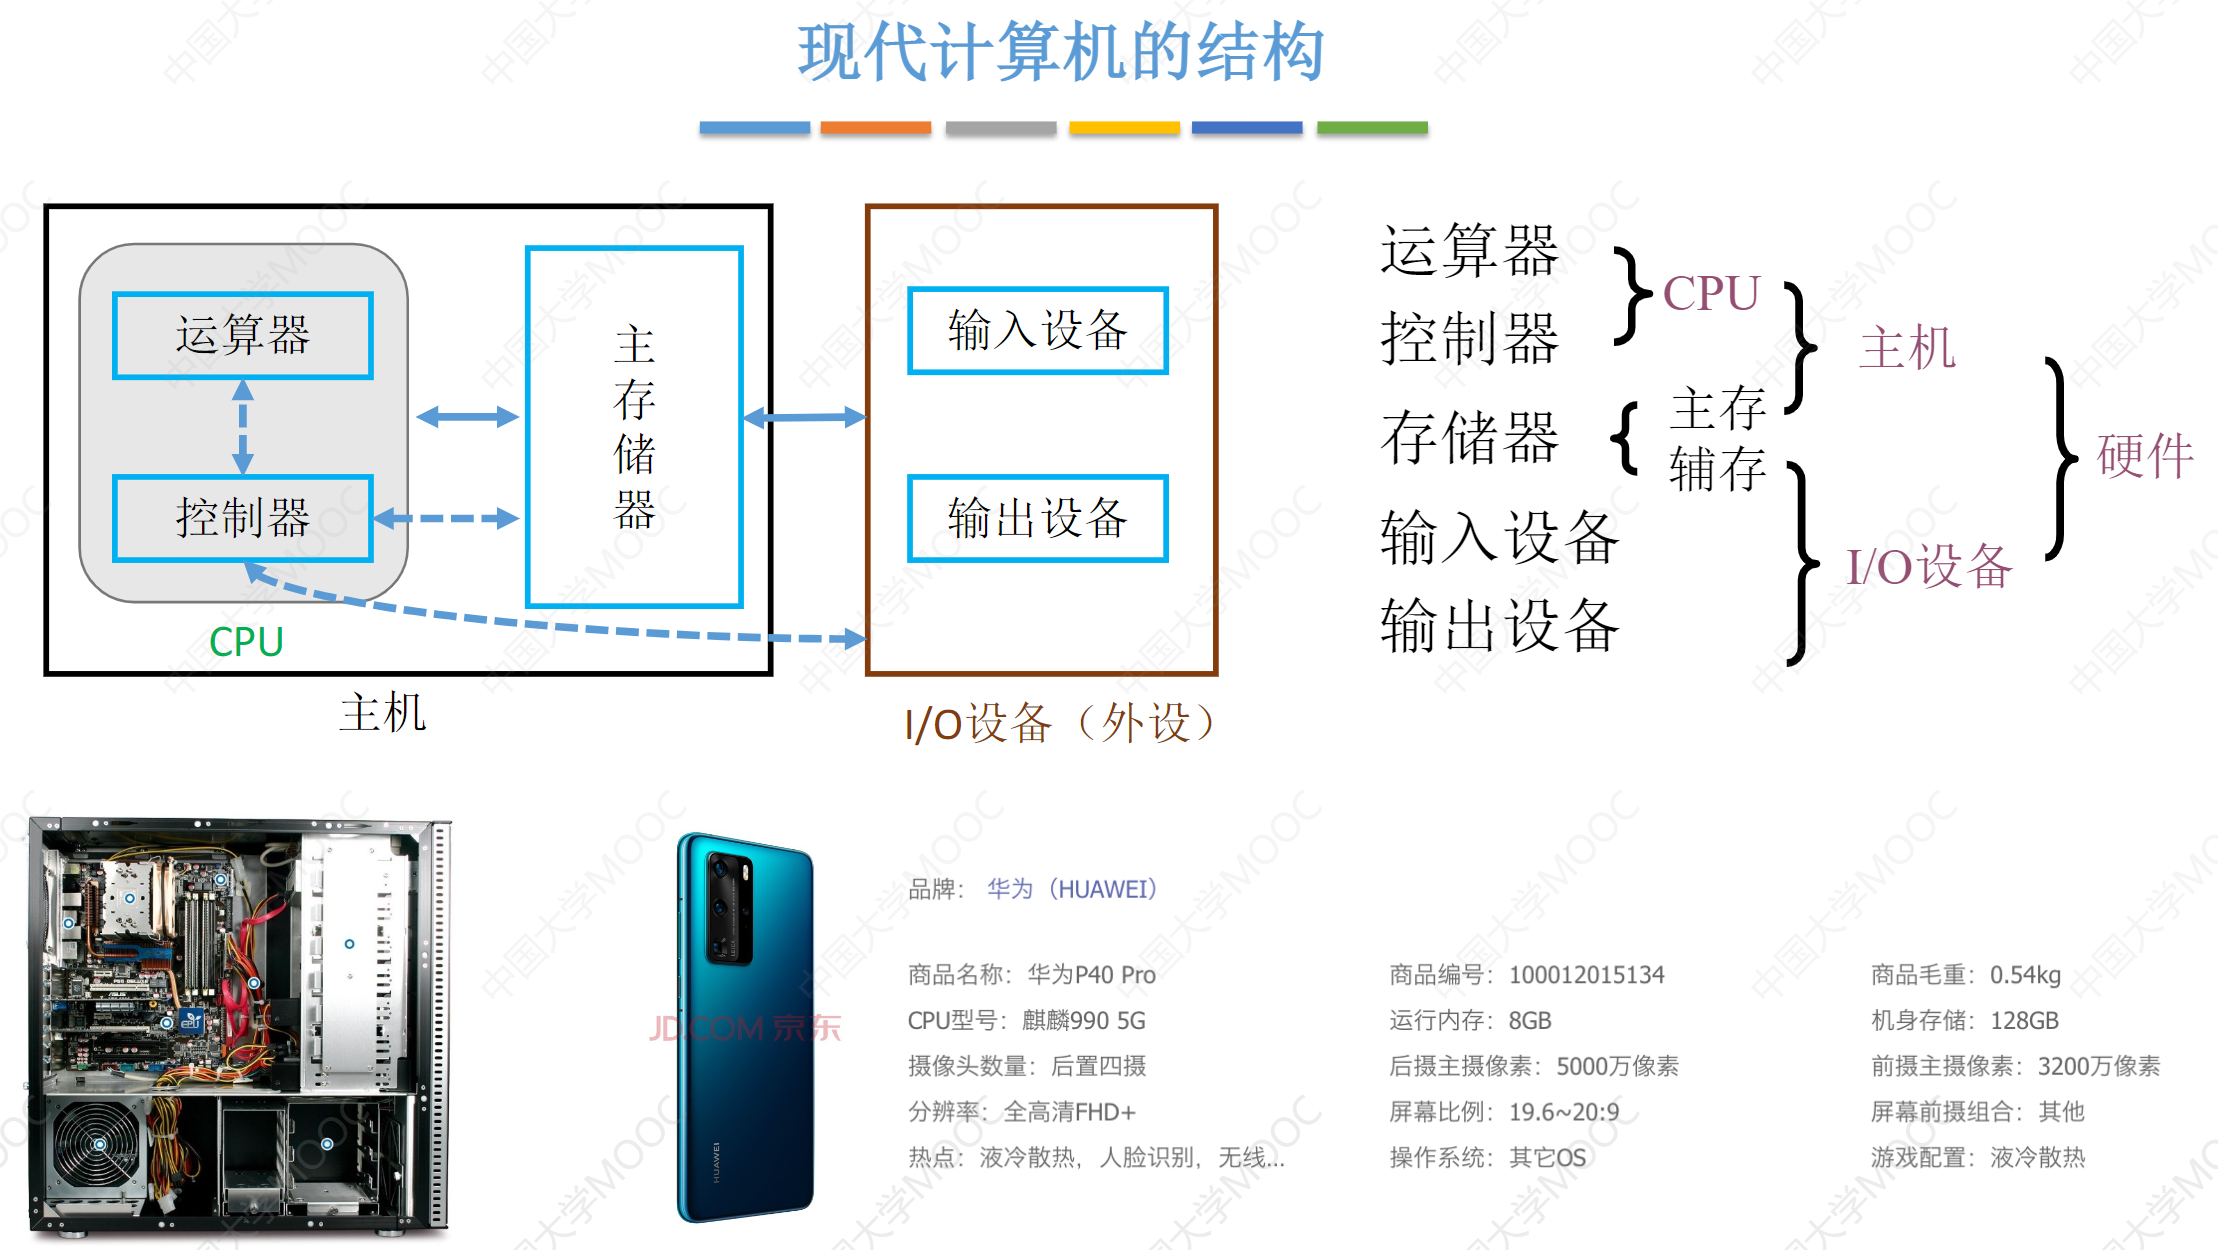 现代计算机的结构
运算器
控制器
CPU
主存储器
主机
输入设备
输出设备
I/O设备（外设）
运算器
控制器
CPU
存储器
主存
辅存
主机
输入设备
输出设备
I/O设备
硬件
品牌： 华为（HUAWEI）
商品名称：华为P40 Pro
商品编号：100012015134
商品毛重：0.54kg
CPU型号：麒麟990 5G
运行内存：8GB
机身存储：128GB
摄像头数量：后置四摄
后摄主摄像素：5000万像素
前摄主摄像素：3200万像素
分辨率：全高清FHD+
屏幕比例：19.6~20:9
屏幕前摄组合：其他
热点：液冷散热，人脸识别，无线...
操作系统：其它OS
游戏配置：液冷散热
JD.COM 京东
HUAWEI
EPU
中国大学MOOC